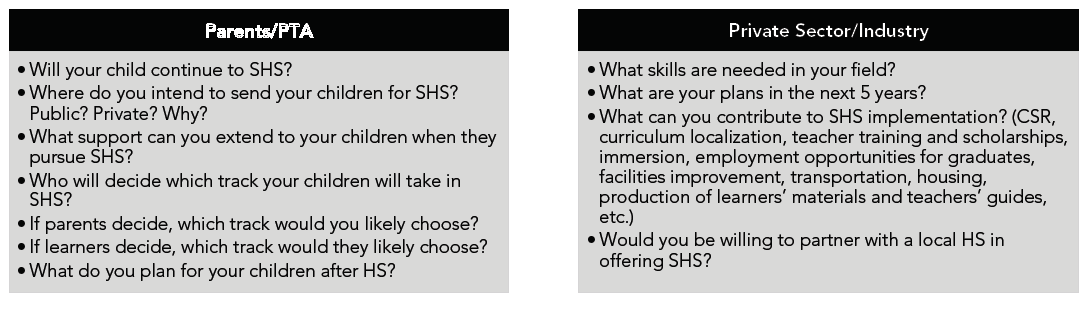 Parents/PTA
• Will your child continue to SHS?
• Where do you intend to send your children for SHS?
Public? Private? Why?
• What support can you extend to your children when they
pursue SHS?
• Who will decide which track your children will take in
SHS?
• If parents decide, which track would you likely choose?
• If learners decide, which track would they likely choose?
• What do you plan for your children after HS?
Private Sector/Industry
• What skills are needed in your field?
• What are your plans in the next 5 years?
• What can you contribute to SHS implementation? (CSR,
curriculum localization, teacher training and scholarships,
immersion, employment opportunities for graduates,
facilities improvement, transportation, housing,
production of learners’ materials and teachers’ guides,
etc.)
• Would you be willing to partner with a local HS in
offering SHS?